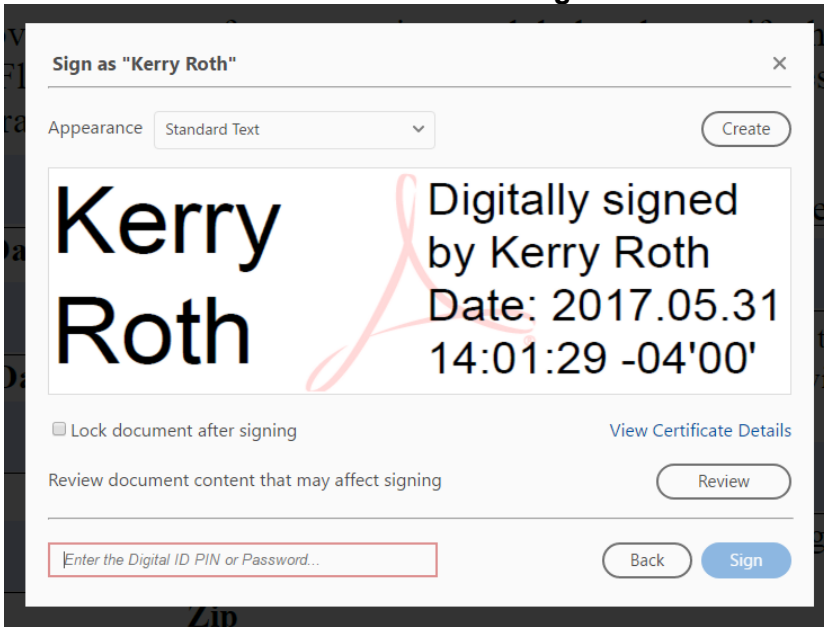 Sign as "Kerry Roth"
Appearance Standard Text Create
Kerry
Roth
Digitally signed
by Kerry Roth
Date: 2017.05.31
14:01:29 -04'00'
Lock document after signing View Certificate Details
Review document content that may affect signing Review
Enter the Digital ID PIN or Password... Back Sign
Zip